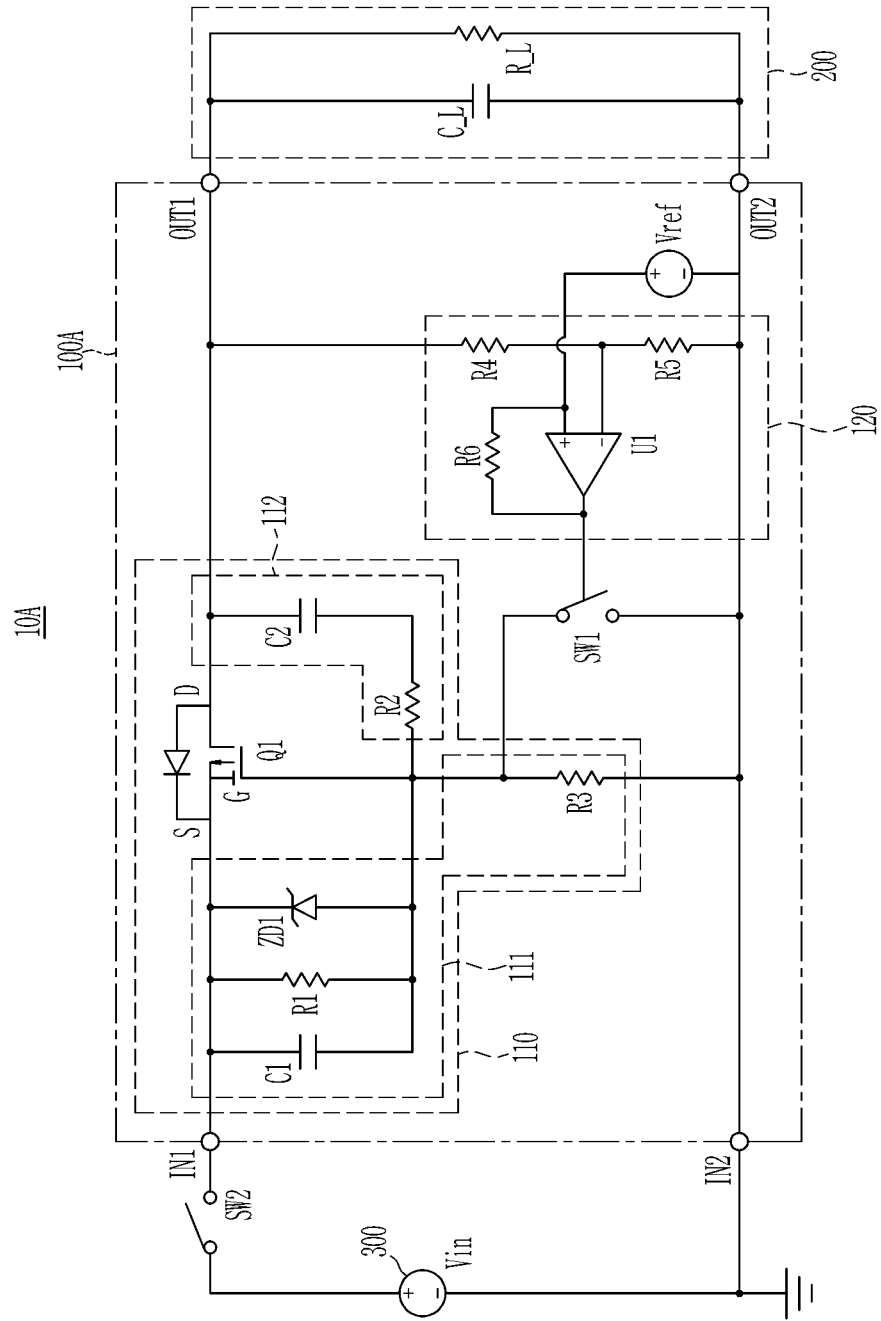 10A
100A
OUT1
200
R_L
C_L
112
D
S
Q1
G
C2
R2
ZD1
R1
C1
111
110
IN1
SW2
300
Vin
+
-
IN2
R3
SW1
R6
R4
R5
U1
+
-
120
Vref
+
-
OUT2